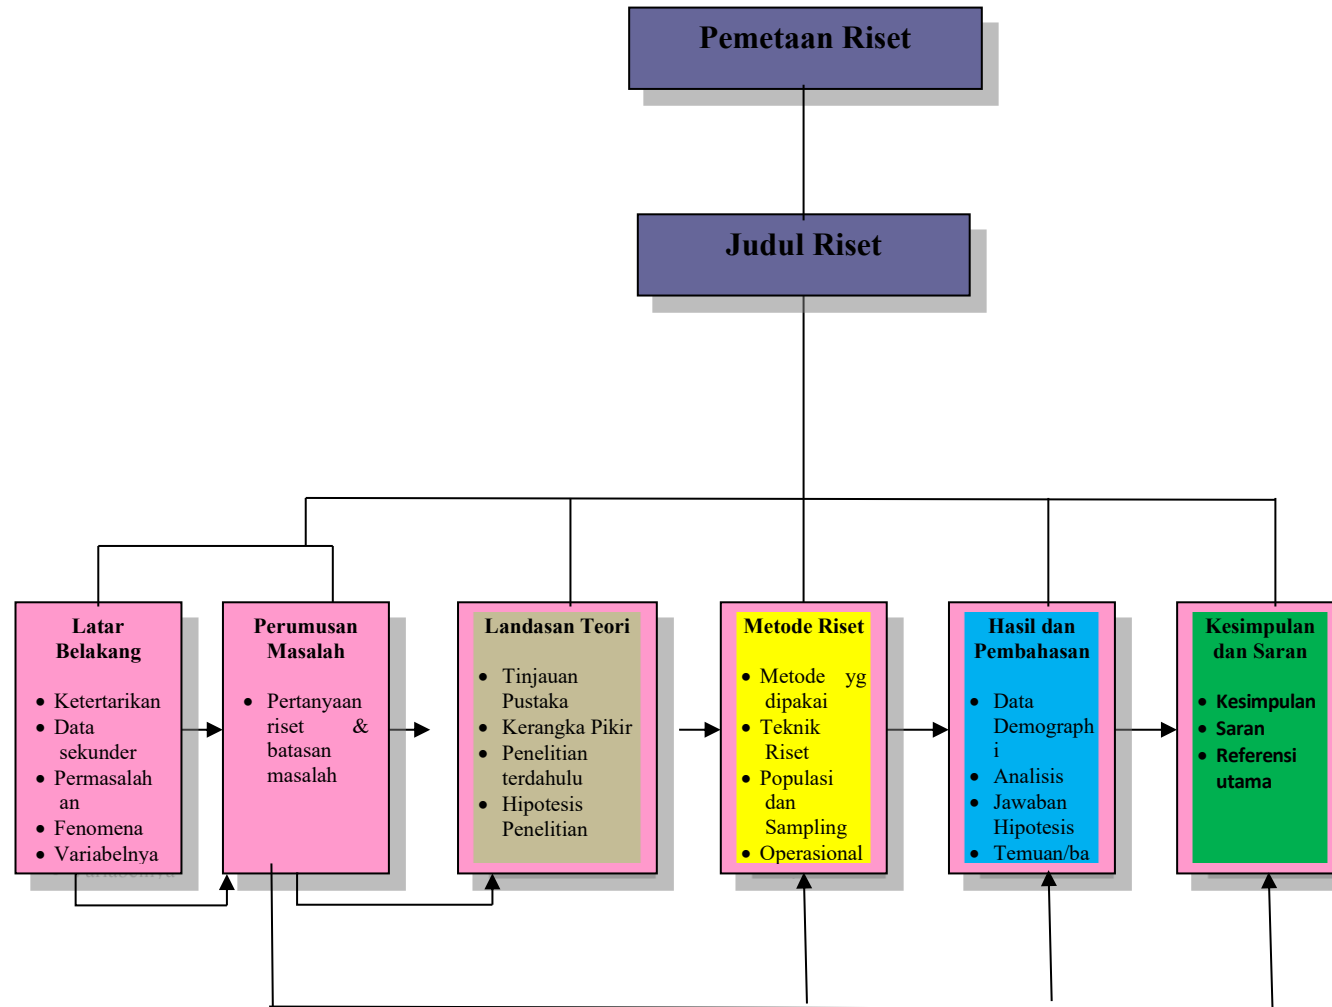 Pemetaan Riset
Judul Riset
Latar
Belakang
• Ketertarikan
• Data
sekunder
• Permasalah
an
• Fenomena
• Variabelnya
Perumusan
Masalah
• Pertanyaan
riset &
batasan
masalah
Landasan Teori
• Tinjauan
Pustaka
• Kerangka Pikir
• Penelitian
terdahulu
• Hipotesis
Penelitian
Metode Riset
• Metode yg
dipakai
• Teknik
Riset
• Populasi
dan
Sampling
• Operasional
Hasil dan
Pembahasan
• Data
Demograph
i
• Analisis
• Jawaban
Hipotesis
• Temuan/ba
Kesimpulan
dan Saran
• Kesimpulan
• Saran
• Referensi
utama